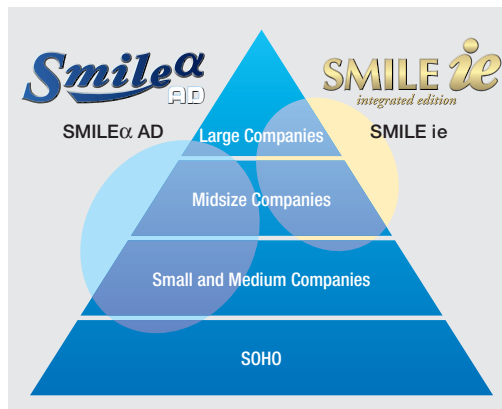 Smileα
AD
SMILE ie
integrated edition
SMILEα AD
SMILE ie
Large Companies
Midsize Companies
Small and Medium Companies
SOHO